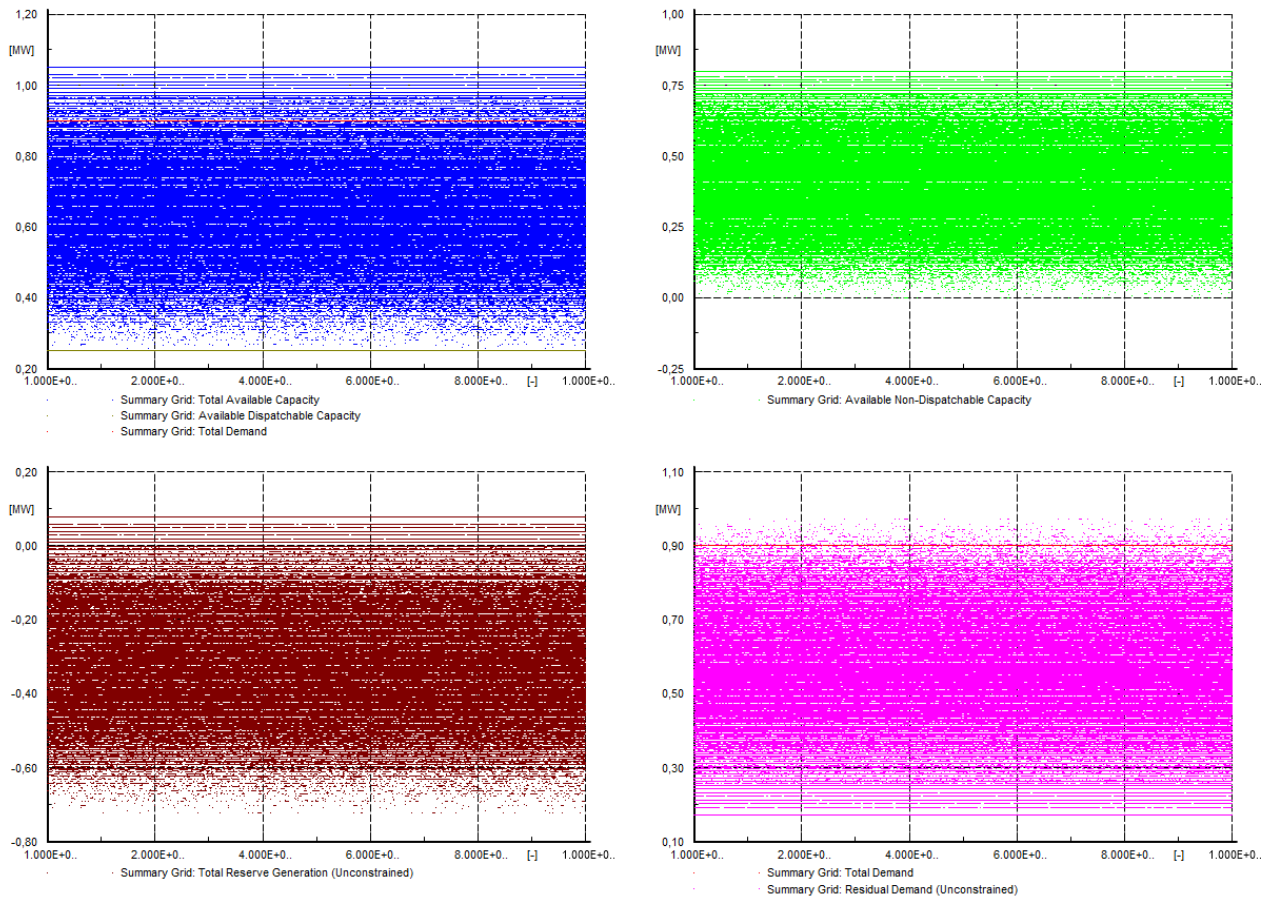 1,20
[MW]
1,00
0,80
0,60
0,40
0,20
1.000E+0.. 2.000E+0.. 4.000E+0.. 6.000E+0.. 8.000E+0.. [-] 1.000E+0..
Summary Grid: Total Available Capacity
Summary Grid: Available Dispatchable Capacity
Summary Grid: Total Demand
1,00
[MW]
0,75
0,50
0,25
0,00
-0,25
1.000E+0.. 2.000E+0.. 4.000E+0.. 6.000E+0.. 8.000E+0.. [-] 1.000E+0..
Summary Grid: Available Non-Dispatchable Capacity
0,20
[MW]
0,00
-0,20
-0,40
-0,60
-0,80
1.000E+0.. 2.000E+0.. 4.000E+0.. 6.000E+0.. 8.000E+0.. [-] 1.000E+0..
Summary Grid: Total Reserve Generation (Unconstrained)
1,10
[MW]
0,90
0,70
0,50
0,30
0,10
1.000E+0.. 2.000E+0.. 4.000E+0.. 6.000E+0.. 8.000E+0.. [-] 1.000E+0..
Summary Grid: Total Demand
Summary Grid: Residual Demand (Unconstrained)